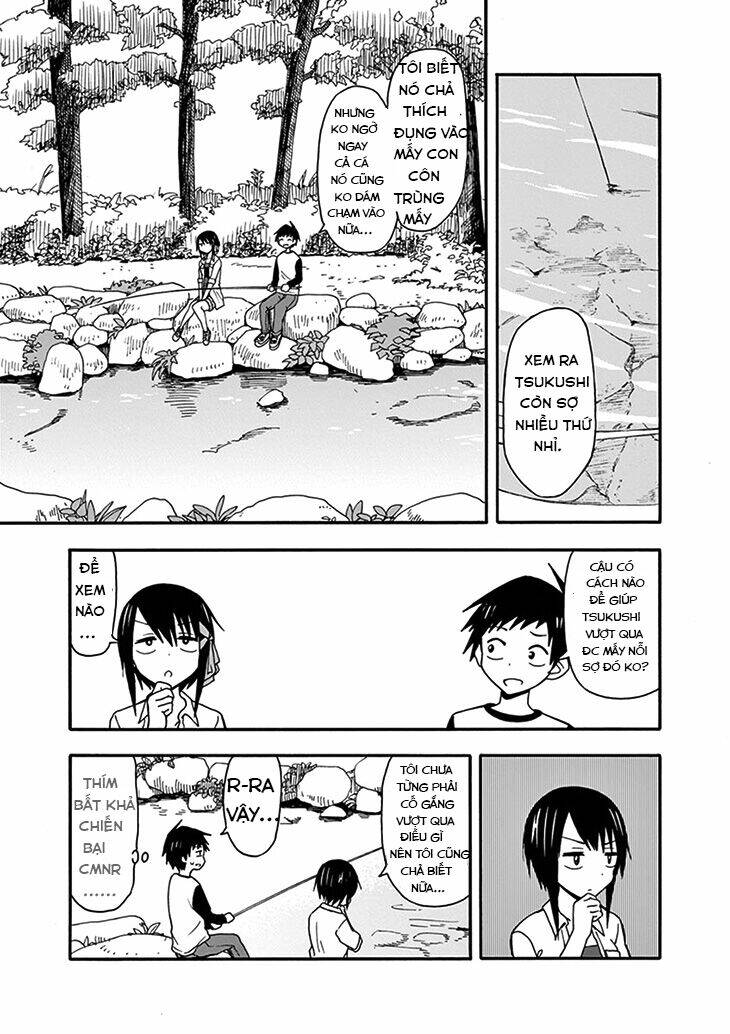 XEM RA
TSUKUSHI
CÒN SỢ
NHIỀU THỨ
NHỈ.
TÔI BIẾT
NÓ CHẢ
THÍCH
ĐỤNG VÀO
MẤY CON
CÔN
TRÙNG
MẤY
NHƯNG
KO NGỜ
NGAY
CẢ CÁ
NÓ CŨNG
KO DÁM
CHẠM VÀO
NỮA...
CẬU CÓ
CÁCH NÀO
ĐỂ GIÚP
TSUKUSHI
VƯỢT QUA
ĐC MẤY NỖI
SỢ ĐÓ KO?
ĐỂ
XEM
NÀO
...
TÔI CHƯA
TỪNG PHẢI
CỐ GẮNG
VƯỢT QUA
ĐIỀU GÌ
NÊN TÔI CŨNG
CHẢ BIẾT
NỮA...
R-RA
VẬY...
THÍM
BẤT KHẢ
CHIẾN
BẠI
CMNR
......